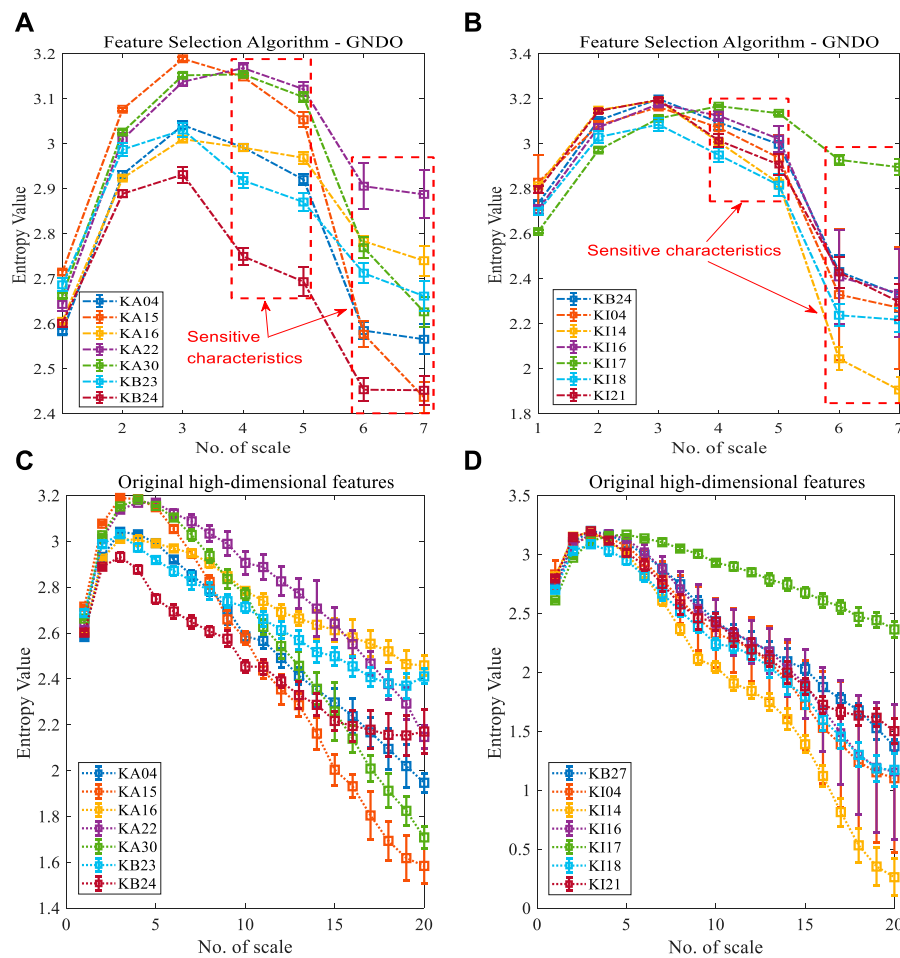 A
Feature Selection Algorithm - GNDO
3.2
3.1
3
2.9
2.8
2.7
2.6
2.5
2.4
Entropy Value
2
3
4
5
6
7
No. of scale
KA04
KA15
KA16
KA22
KA30
KB23
KB24
Sensitive
characteristics
B
Feature Selection Algorithm - GNDO
3.4
3.2
3
2.8
2.6
2.4
2.2
2
1.8
Entropy Value
1
2
3
4
5
6
7
No. of scale
Sensitive characteristics
KB24
KI04
KI14
KI16
KI17
KI18
KI21
C
Original high-dimensional features
3.2
3
2.8
2.6
2.4
2.2
2
1.8
1.6
1.4
Entropy Value
0
5
10
15
20
No. of scale
KA04
KA15
KA16
KA22
KA30
KB23
KB24
D
Original high-dimensional features
3.5
3
2.5
2
1.5
1
0.5
0
Entropy Value
0
5
10
15
20
No. of scale
KB27
KI04
KI14
KI16
KI17
KI18
KI21